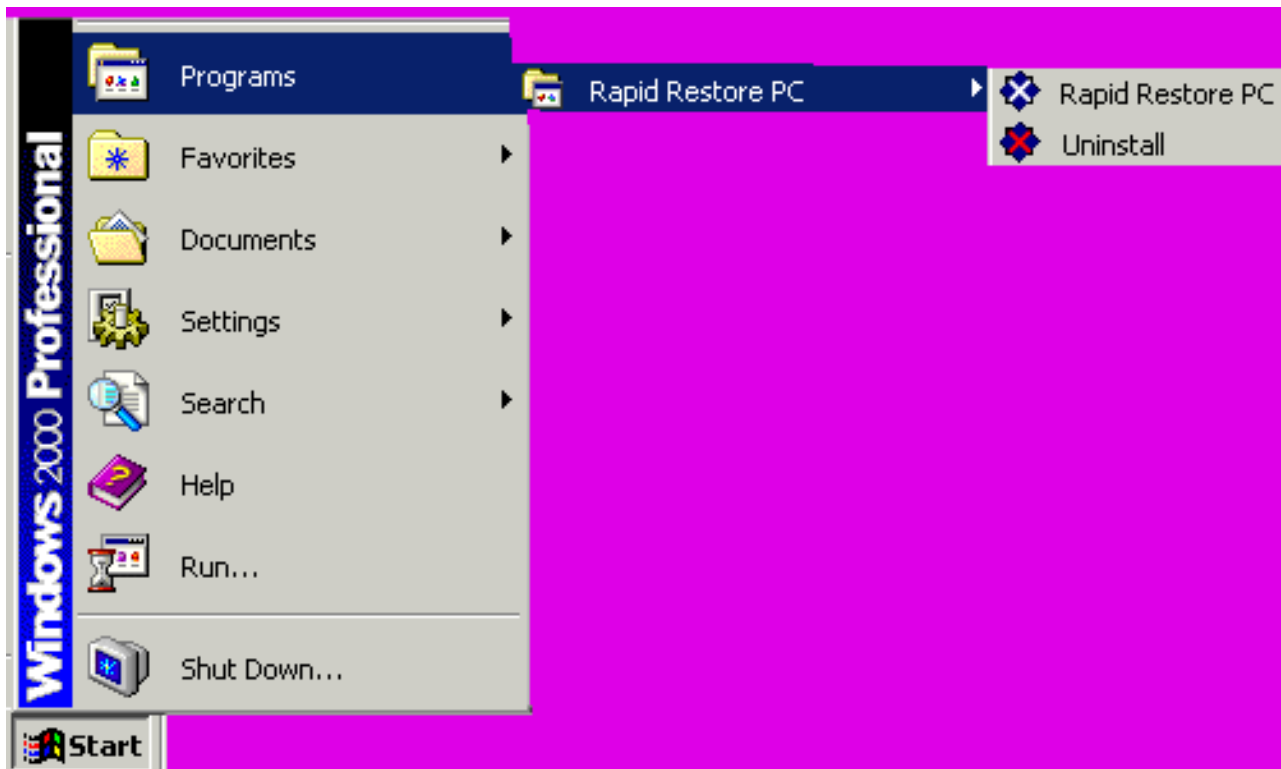 Programs
Rapid Restore PC
Rapid Restore PC
Uninstall
Favorites
Documents
Settings
Search
Help
Run...
Shut Down...
Windows 2000 Professional
Start